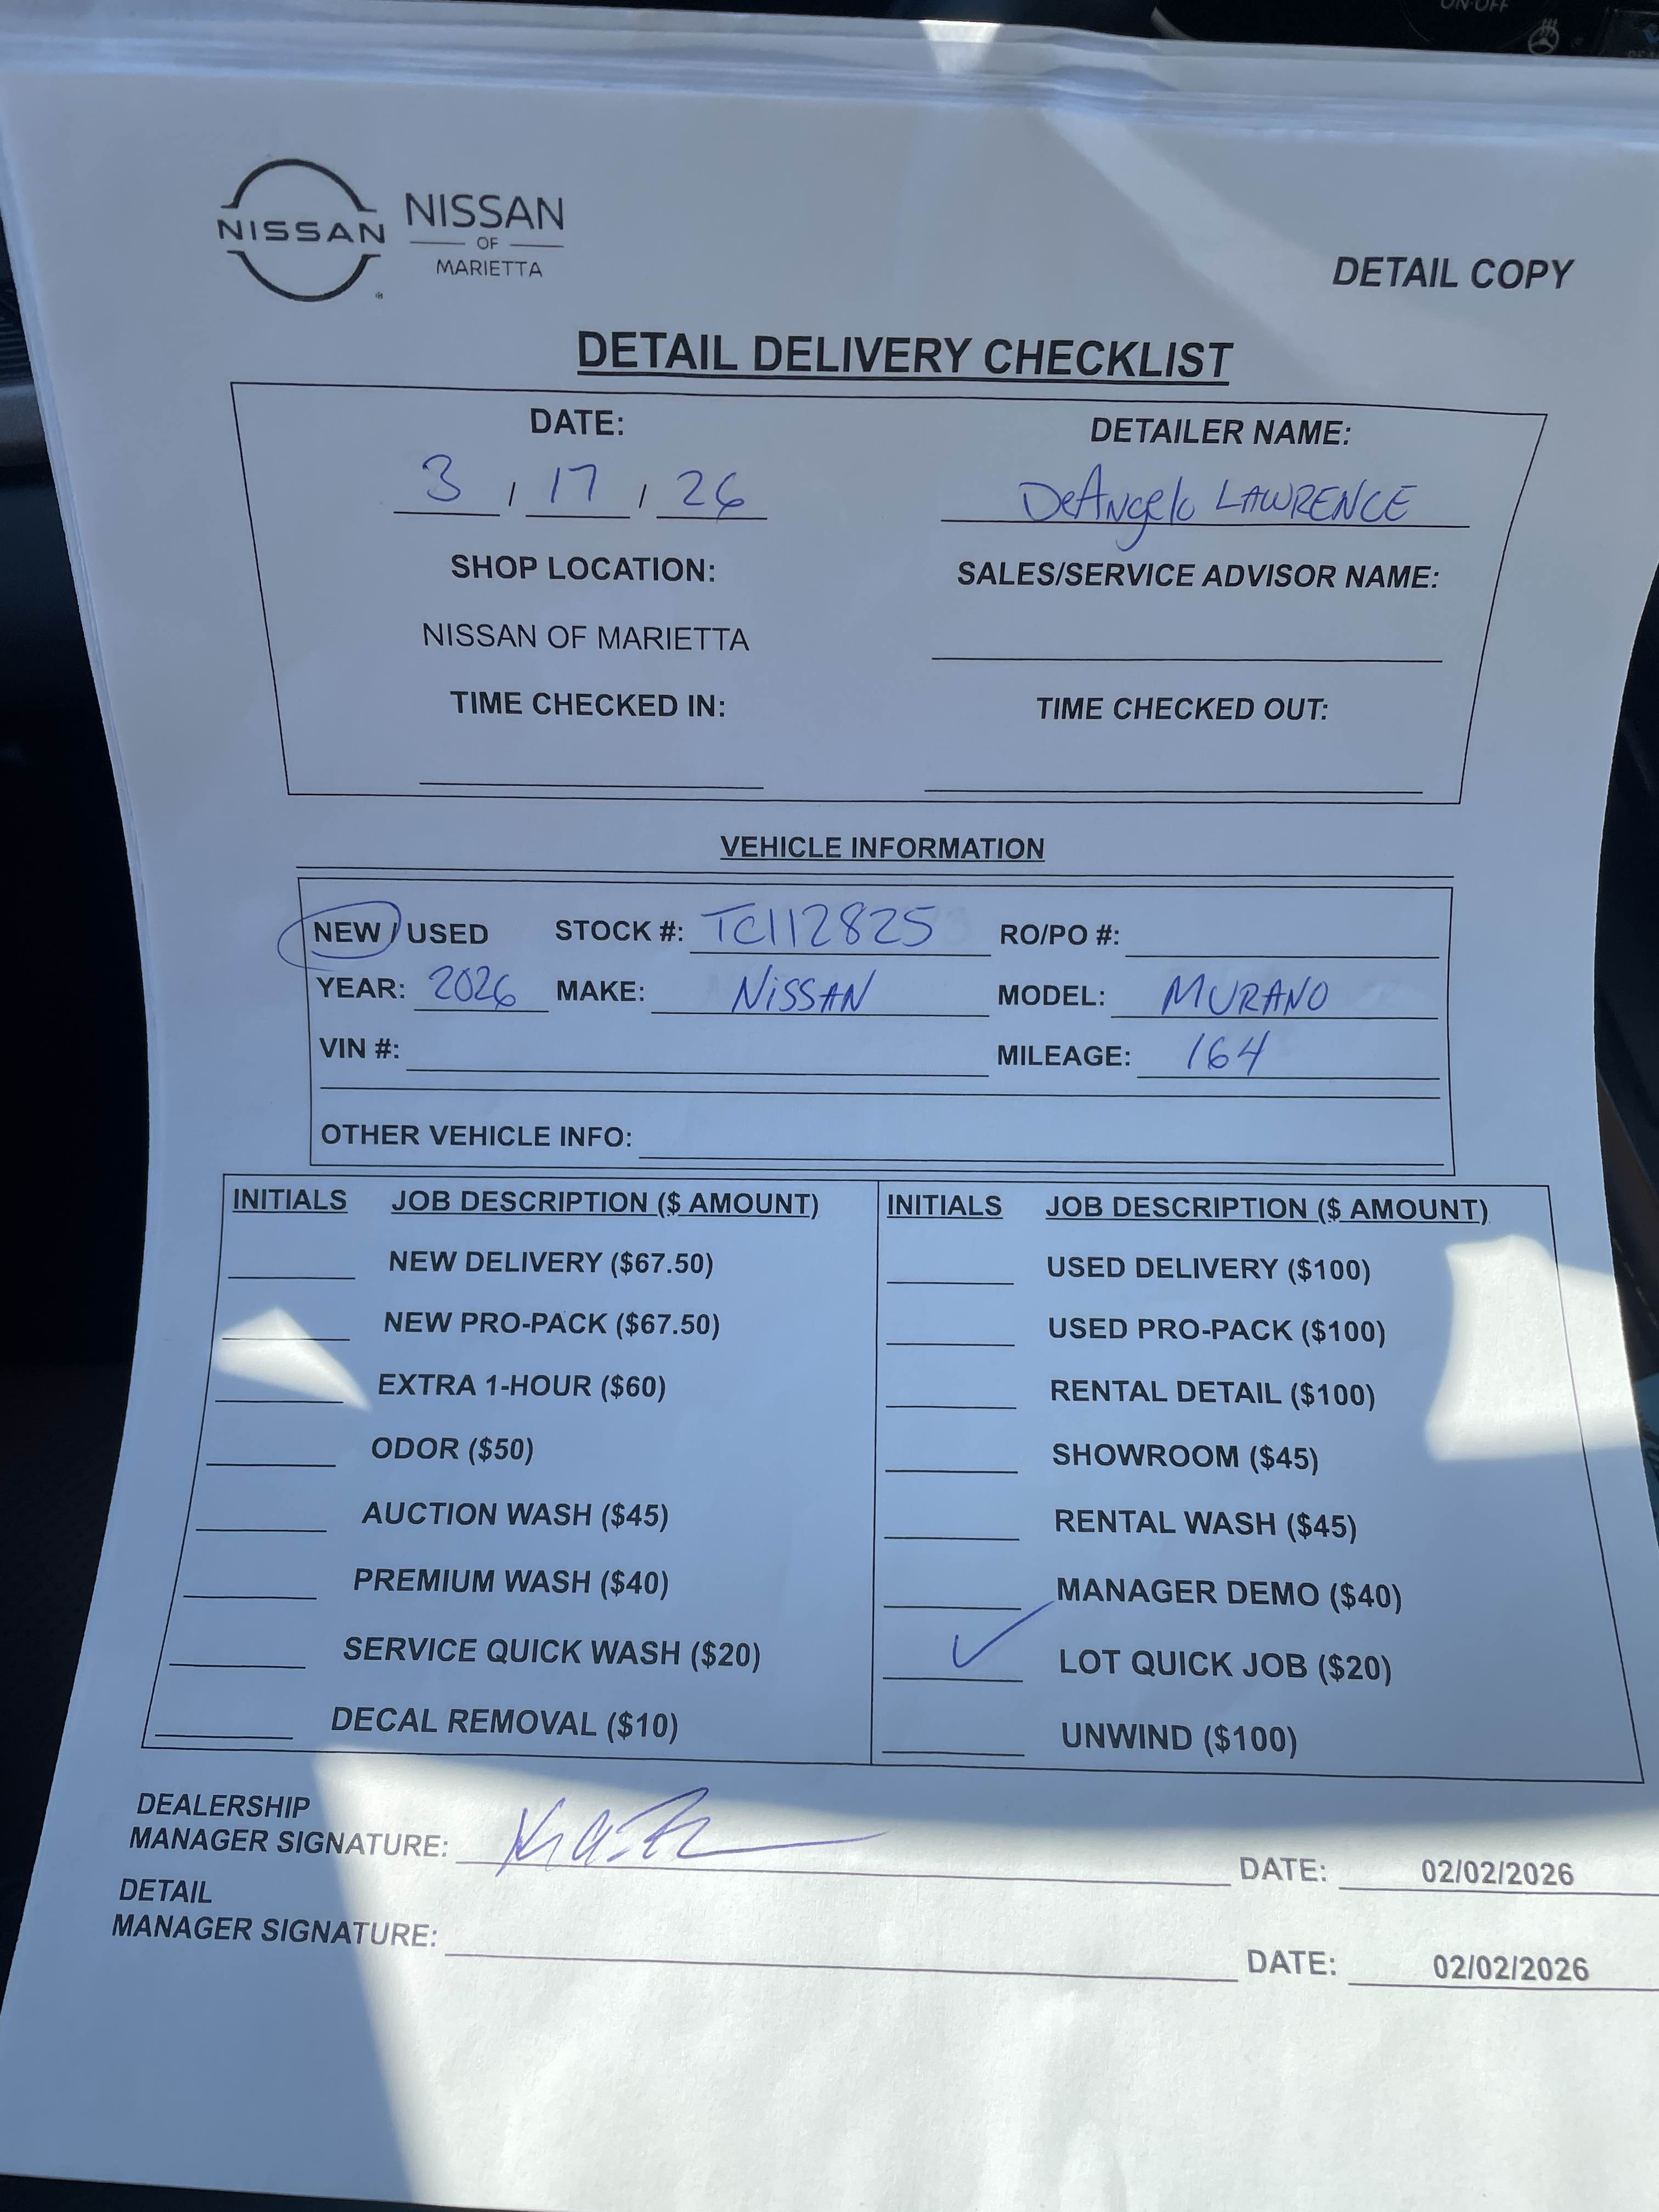 ON·OFF
NISSAN
NISSAN
OF
MARIETTA
DETAIL COPY
DETAIL DELIVERY CHECKLIST
DATE: DETAILER NAME:
3 / 17 / 26 DeAngelo LAWRENCE
SHOP LOCATION: SALES/SERVICE ADVISOR NAME:
NISSAN OF MARIETTA
TIME CHECKED IN: TIME CHECKED OUT:
VEHICLE INFORMATION
NEW / USED STOCK #: TC112825 RO/PO #:
YEAR: 2026 MAKE: NISSAN MODEL: MURANO
VIN #: MILEAGE: 164
OTHER VEHICLE INFO:
INITIALS JOB DESCRIPTION ($ AMOUNT)
NEW DELIVERY ($67.50)
NEW PRO-PACK ($67.50)
EXTRA 1-HOUR ($60)
ODOR ($50)
AUCTION WASH ($45)
PREMIUM WASH ($40)
SERVICE QUICK WASH ($20)
DECAL REMOVAL ($10)
INITIALS JOB DESCRIPTION ($ AMOUNT)
USED DELIVERY ($100)
USED PRO-PACK ($100)
RENTAL DETAIL ($100)
SHOWROOM ($45)
RENTAL WASH ($45)
MANAGER DEMO ($40)
✓ LOT QUICK JOB ($20)
UNWIND ($100)
DEALERSHIP
MANAGER SIGNATURE: DATE: 02/02/2026
DETAIL
MANAGER SIGNATURE: DATE: 02/02/2026